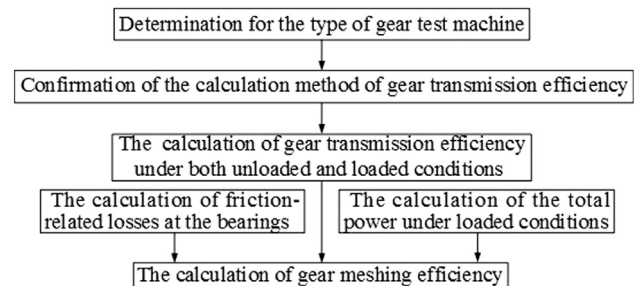 Determination for the type of gear test machine
Confirmation of the calculation method of gear transmission efficiency
The calculation of gear transmission efficiency
under both unloaded and loaded conditions
The calculation of friction-
related losses at the bearings
The calculation of the total
power under loaded conditions
The calculation of gear meshing efficiency